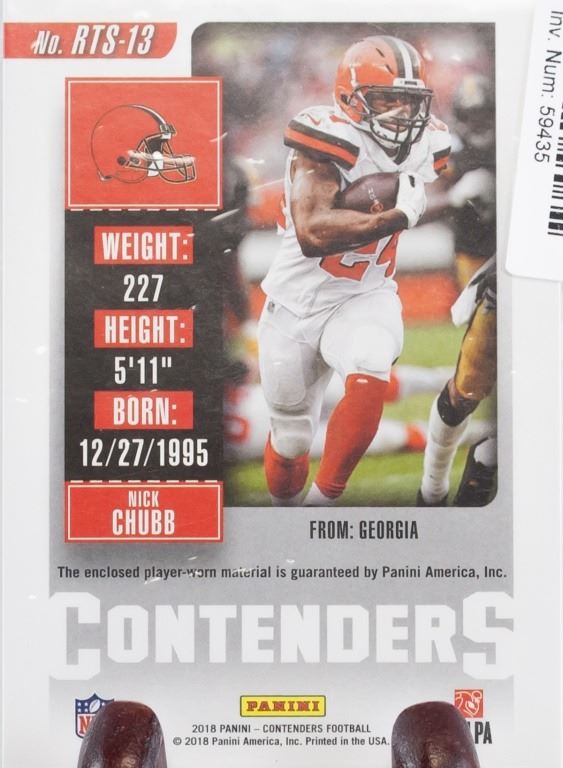 No. RTS-13
Inv. Num: 59435
WEIGHT:
227
HEIGHT:
5'11"
BORN:
12/27/1995
NICK
CHUBB
FROM: GEORGIA
The enclosed player-worn material is guaranteed by Panini America, Inc.
CONTENDERS
PANINI
2018 PANINI – CONTENDERS FOOTBALL
© 2018 Panini America, Inc. Printed in the USA.
PA